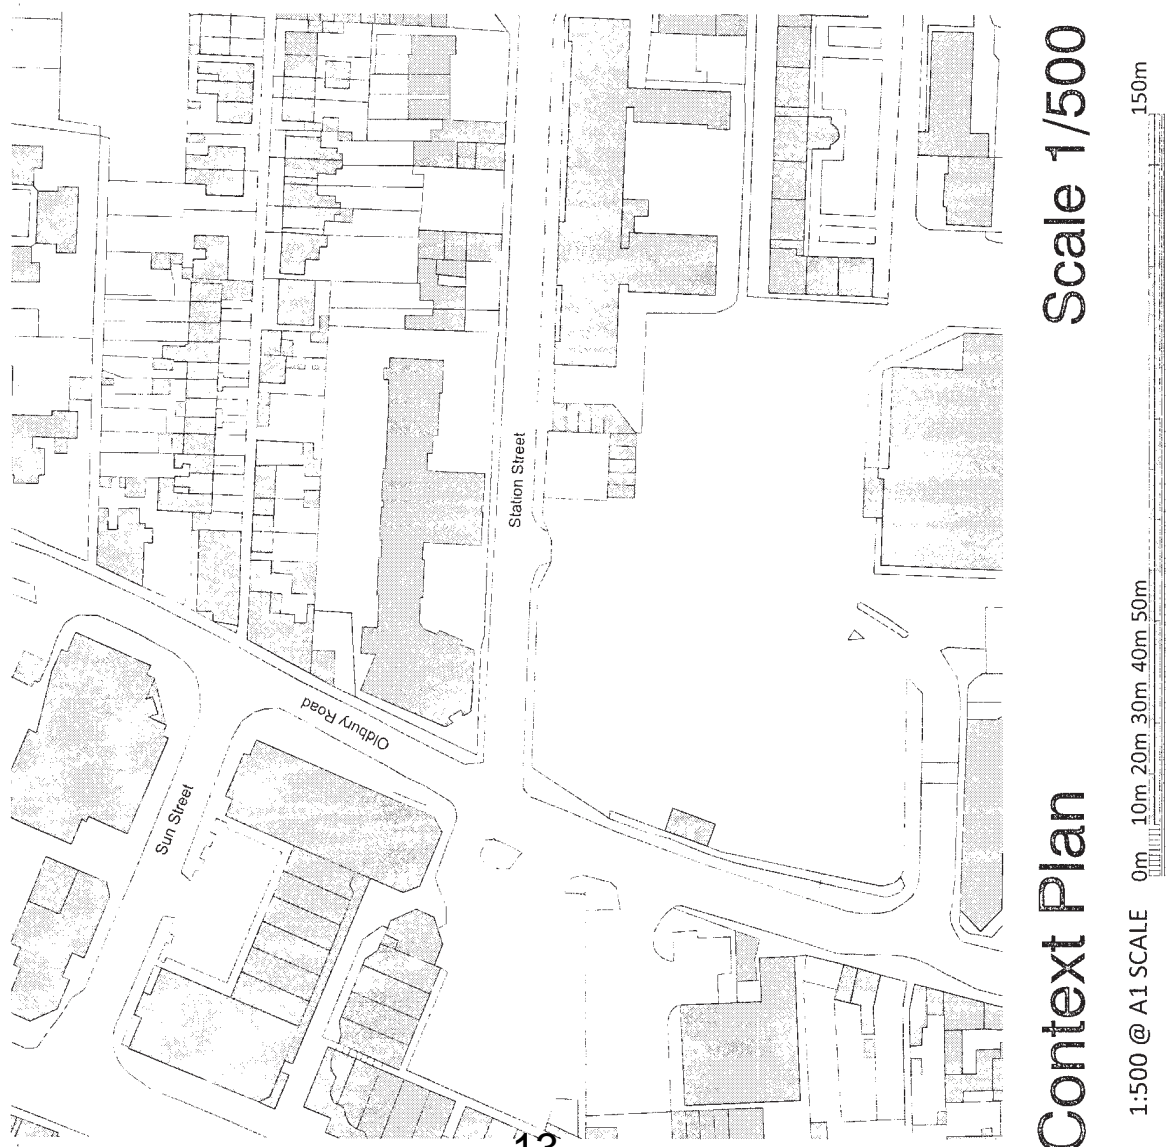 Station Street
Oldbury Road
Sun Street
Context Plan
Scale 1/500
1:500 @ A1 SCALE
0m 10m 20m 30m 40m 50m 150m